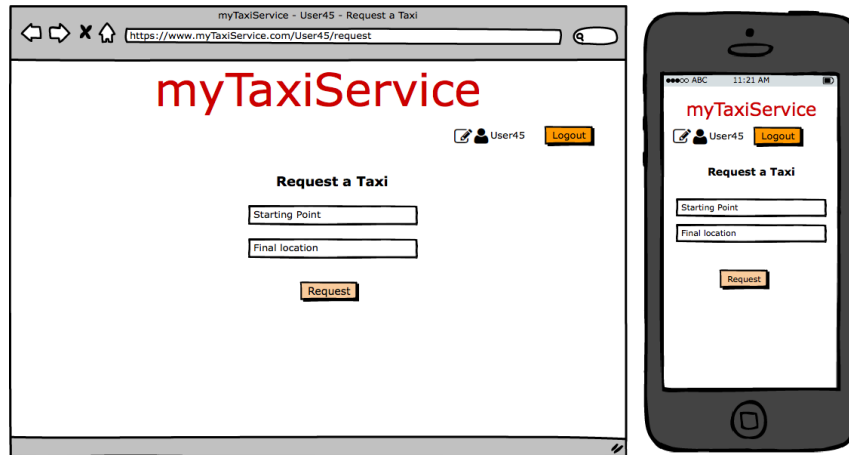 myTaxiService - User45 - Request a Taxi
https://www.myTaxiService.com/User45/request
myTaxiService
User45 Logout
Request a Taxi
Starting Point
Final location
Request
ABC 11:21 AM
myTaxiService
User45 Logout
Request a Taxi
Starting Point
Final location
Request